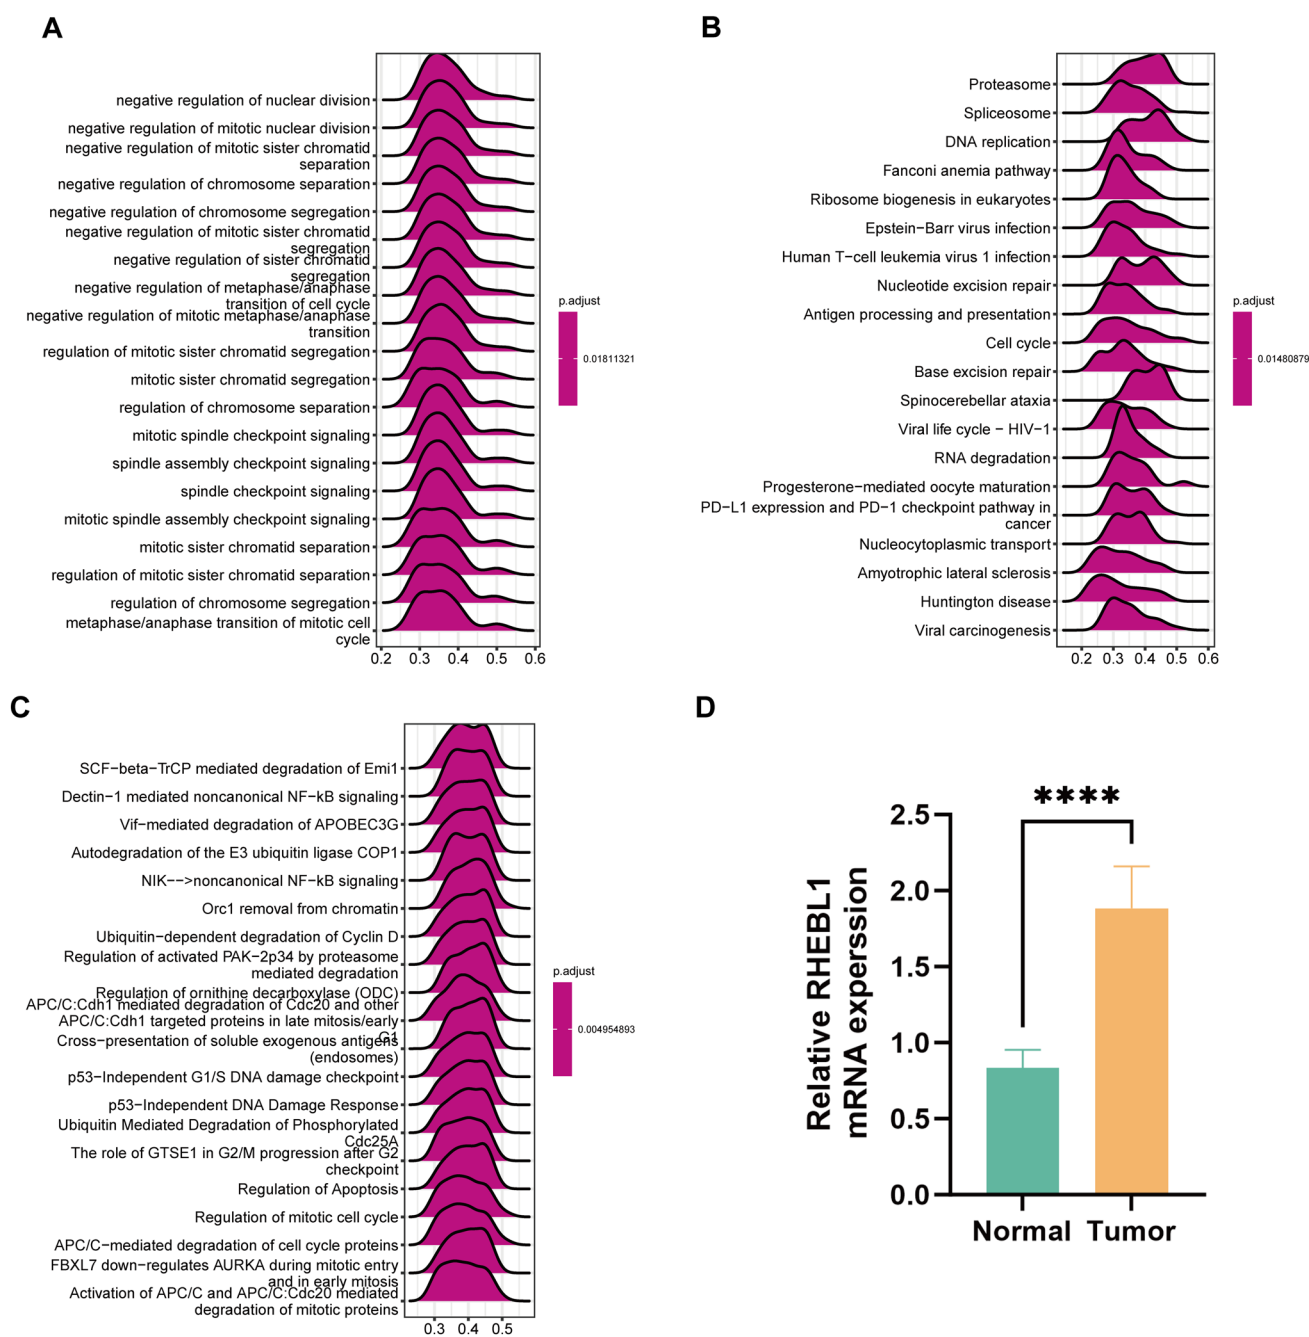 A
negative regulation of nuclear division
negative regulation of mitotic nuclear division
negative regulation of mitotic sister chromatid
separation
negative regulation of chromosome separation
negative regulation of chromosome segregation
negative regulation of mitotic sister chromatid
segregation
negative regulation of sister chromatid
segregation
negative regulation of metaphase/anaphase
transition of cell cycle
negative regulation of mitotic metaphase/anaphase
transition
regulation of mitotic sister chromatid segregation
mitotic sister chromatid segregation
regulation of chromosome separation
mitotic spindle checkpoint signaling
spindle assembly checkpoint signaling
spindle checkpoint signaling
mitotic spindle assembly checkpoint signaling
mitotic sister chromatid separation
regulation of mitotic sister chromatid separation
regulation of chromosome segregation
metaphase/anaphase transition of mitotic cell
cycle
0.2 0.3 0.4 0.5 0.6
p.adjust
0.01811321
B
Proteasome
Spliceosome
DNA replication
Fanconi anemia pathway
Ribosome biogenesis in eukaryotes
Epstein−Barr virus infection
Human T−cell leukemia virus 1 infection
Nucleotide excision repair
Antigen processing and presentation
Cell cycle
Base excision repair
Spinocerebellar ataxia
Viral life cycle − HIV−1
RNA degradation
Progesterone−mediated oocyte maturation
PD−L1 expression and PD−1 checkpoint pathway in
cancer
Nucleocytoplasmic transport
Amyotrophic lateral sclerosis
Huntington disease
Viral carcinogenesis
0.2 0.3 0.4 0.5 0.6
p.adjust
0.01480879
C
SCF−beta−TrCP mediated degradation of Emi1
Dectin−1 mediated noncanonical NF−kB signaling
Vif−mediated degradation of APOBEC3G
Autodegradation of the E3 ubiquitin ligase COP1
NIK−−>noncanonical NF−kB signaling
Orc1 removal from chromatin
Ubiquitin−dependent degradation of Cyclin D
Regulation of activated PAK−2p34 by proteasome
mediated degradation
Regulation of ornithine decarboxylase (ODC)
APC/C:Cdh1 mediated degradation of Cdc20 and other
APC/C:Cdh1 targeted proteins in late mitosis/early
G1
Cross−presentation of soluble exogenous antigens
(endosomes)
p53−Independent G1/S DNA damage checkpoint
p53−Independent DNA Damage Response
Ubiquitin Mediated Degradation of Phosphorylated
Cdc25A
The role of GTSE1 in G2/M progression after G2
checkpoint
Regulation of Apoptosis
Regulation of mitotic cell cycle
APC/C−mediated degradation of cell cycle proteins
FBXL7 down−regulates AURKA during mitotic entry
and in early mitosis
Activation of APC/C and APC/C:Cdc20 mediated
degradation of mitotic proteins
0.3 0.4 0.5
p.adjust
0.004954893
D
Relative RHEBL1
mRNA experssion
2.5
2.0
1.5
1.0
0.5
0.0
****
Normal Tumor